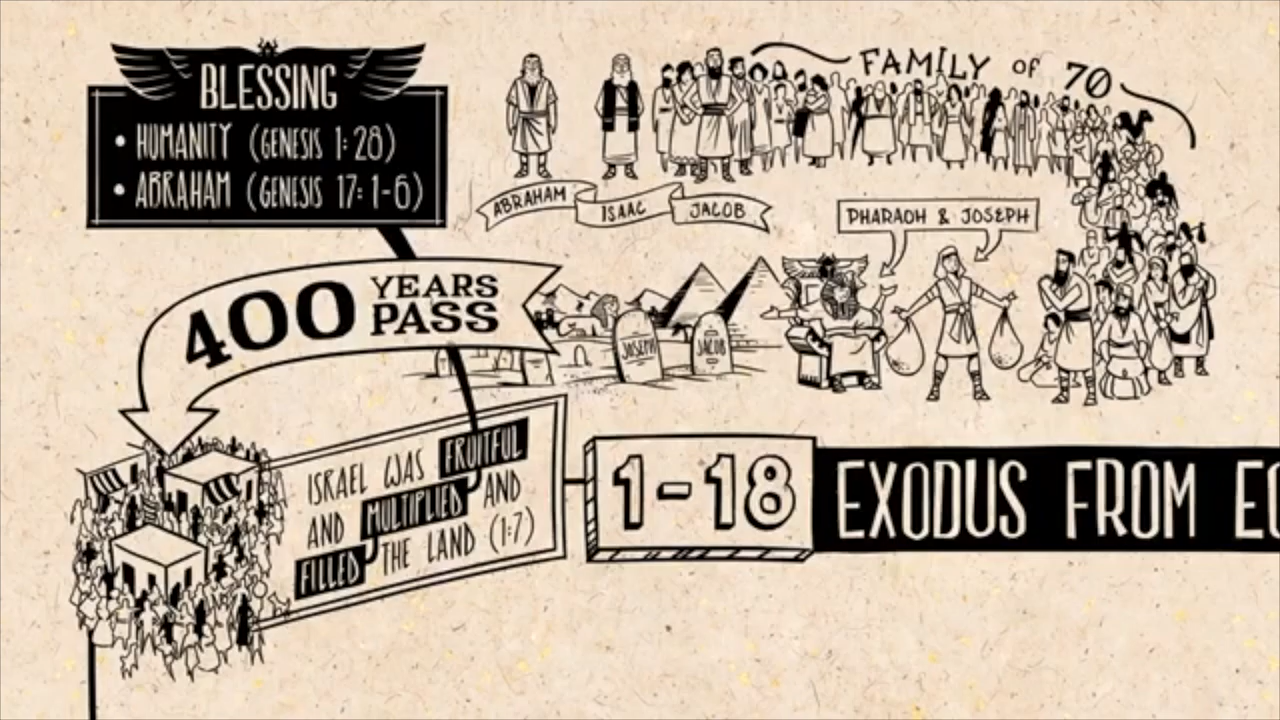 BLESSING
• HUMANITY (GENESIS 1:28)
• ABRAHAM (GENESIS 17:1-6)
FAMILY of 70
ABRAHAM
ISAAC
JACOB
PHARAOH & JOSEPH
400 YEARS
PASS
JOSEPH
JACOB
ISRAEL WAS FRUITFUL
AND MULTIPLIED AND
FILLED THE LAND (1:7)
1-18
EXODUS FROM